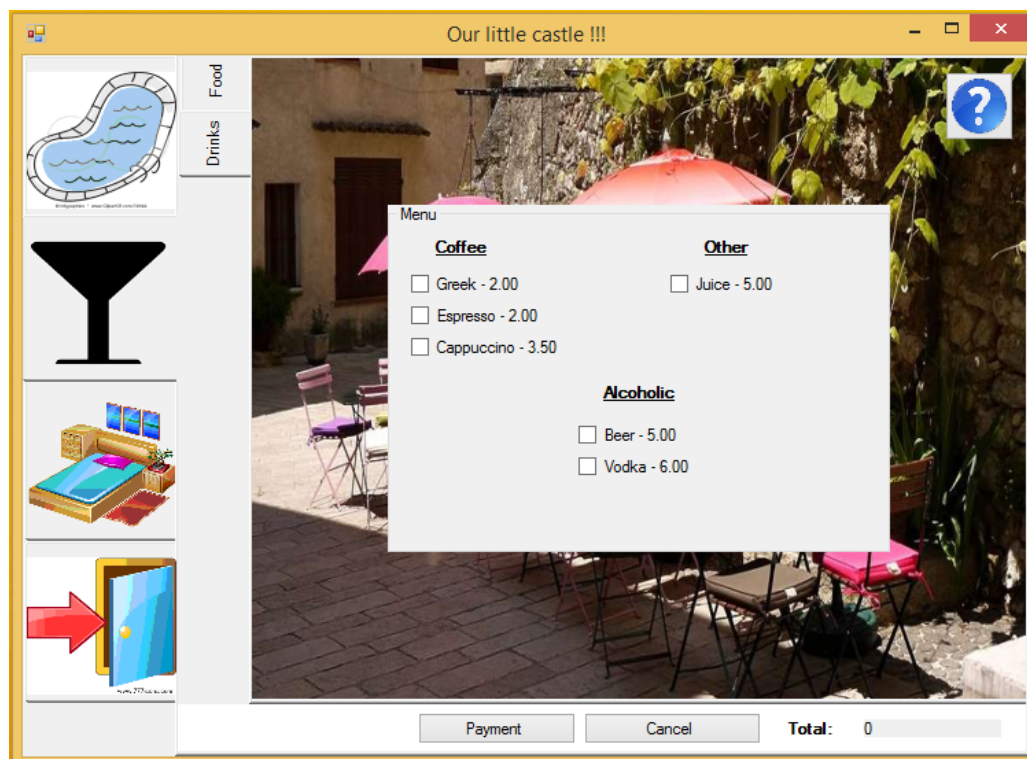 Our little castle !!!
Food
Drinks
Menu
Coffee
Greek - 2.00
Espresso - 2.00
Cappuccino - 3.50
Other
Juice - 5.00
Alcoholic
Beer - 5.00
Vodka - 6.00
Payment
Cancel
Total: 0